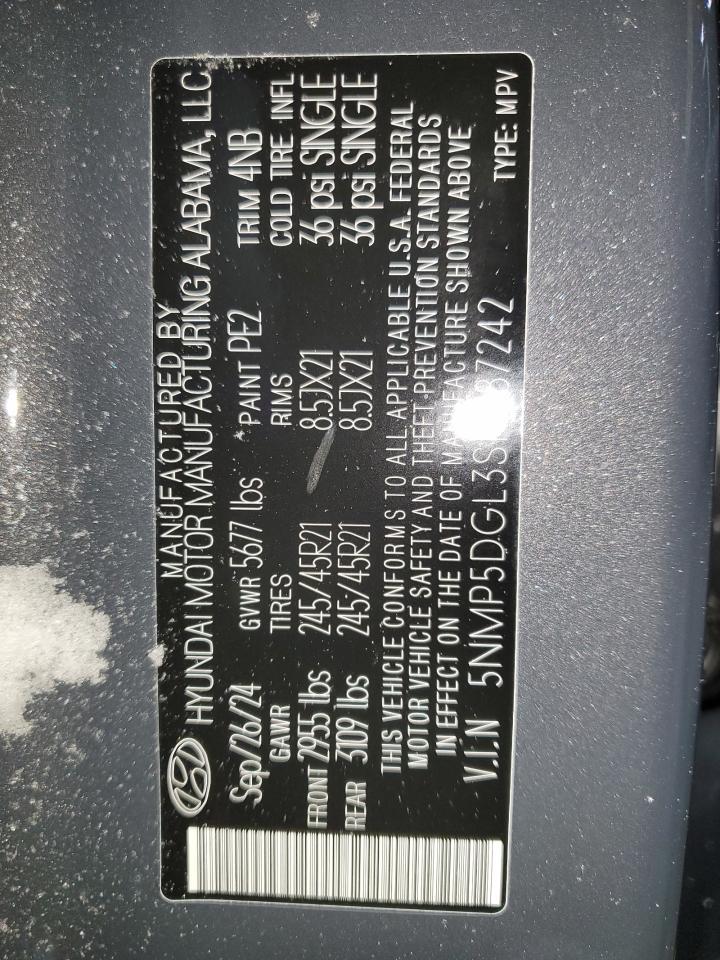 MANUFACTURED BY
HYUNDAI MOTOR MANUFACTURING ALABAMA, LLC
Sep/26/24 GVWR 5677 lbs PAINT PE2 TRIM 4NB
GAWR TIRES RIMS COLD TIRE INFL
FRONT 2955 lbs 245/45R21 8.5JX21 36 psi SINGLE
REAR 3109 lbs 245/45R21 8.5JX21 36 psi SINGLE
THIS VEHICLE CONFORMS TO ALL APPLICABLE U.S.A. FEDERAL
MOTOR VEHICLE SAFETY AND THEFT PREVENTION STANDARDS
IN EFFECT ON THE DATE OF MANUFACTURE SHOWN ABOVE
V.I.N TYPE: MPV